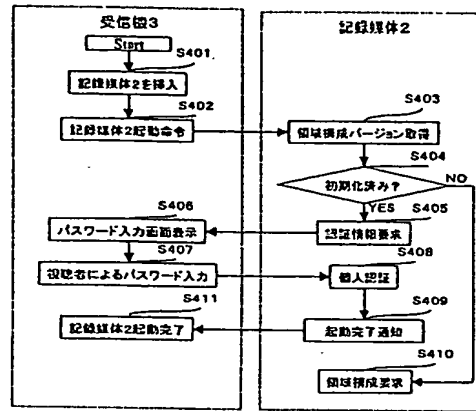 受信機3
記録媒体2
Start
S401
記録媒体2を挿入
S402
記録媒体2起動命令
S403
領域構成バージョン取得
S404
初期化済み？
NO
YES
S405
認証情報要求
S406
パスワード入力画面表示
S407
視聴者によるパスワード入力
S408
個人認証
S409
起動完了通知
S411
記録媒体2起動完了
S410
領域構成要求